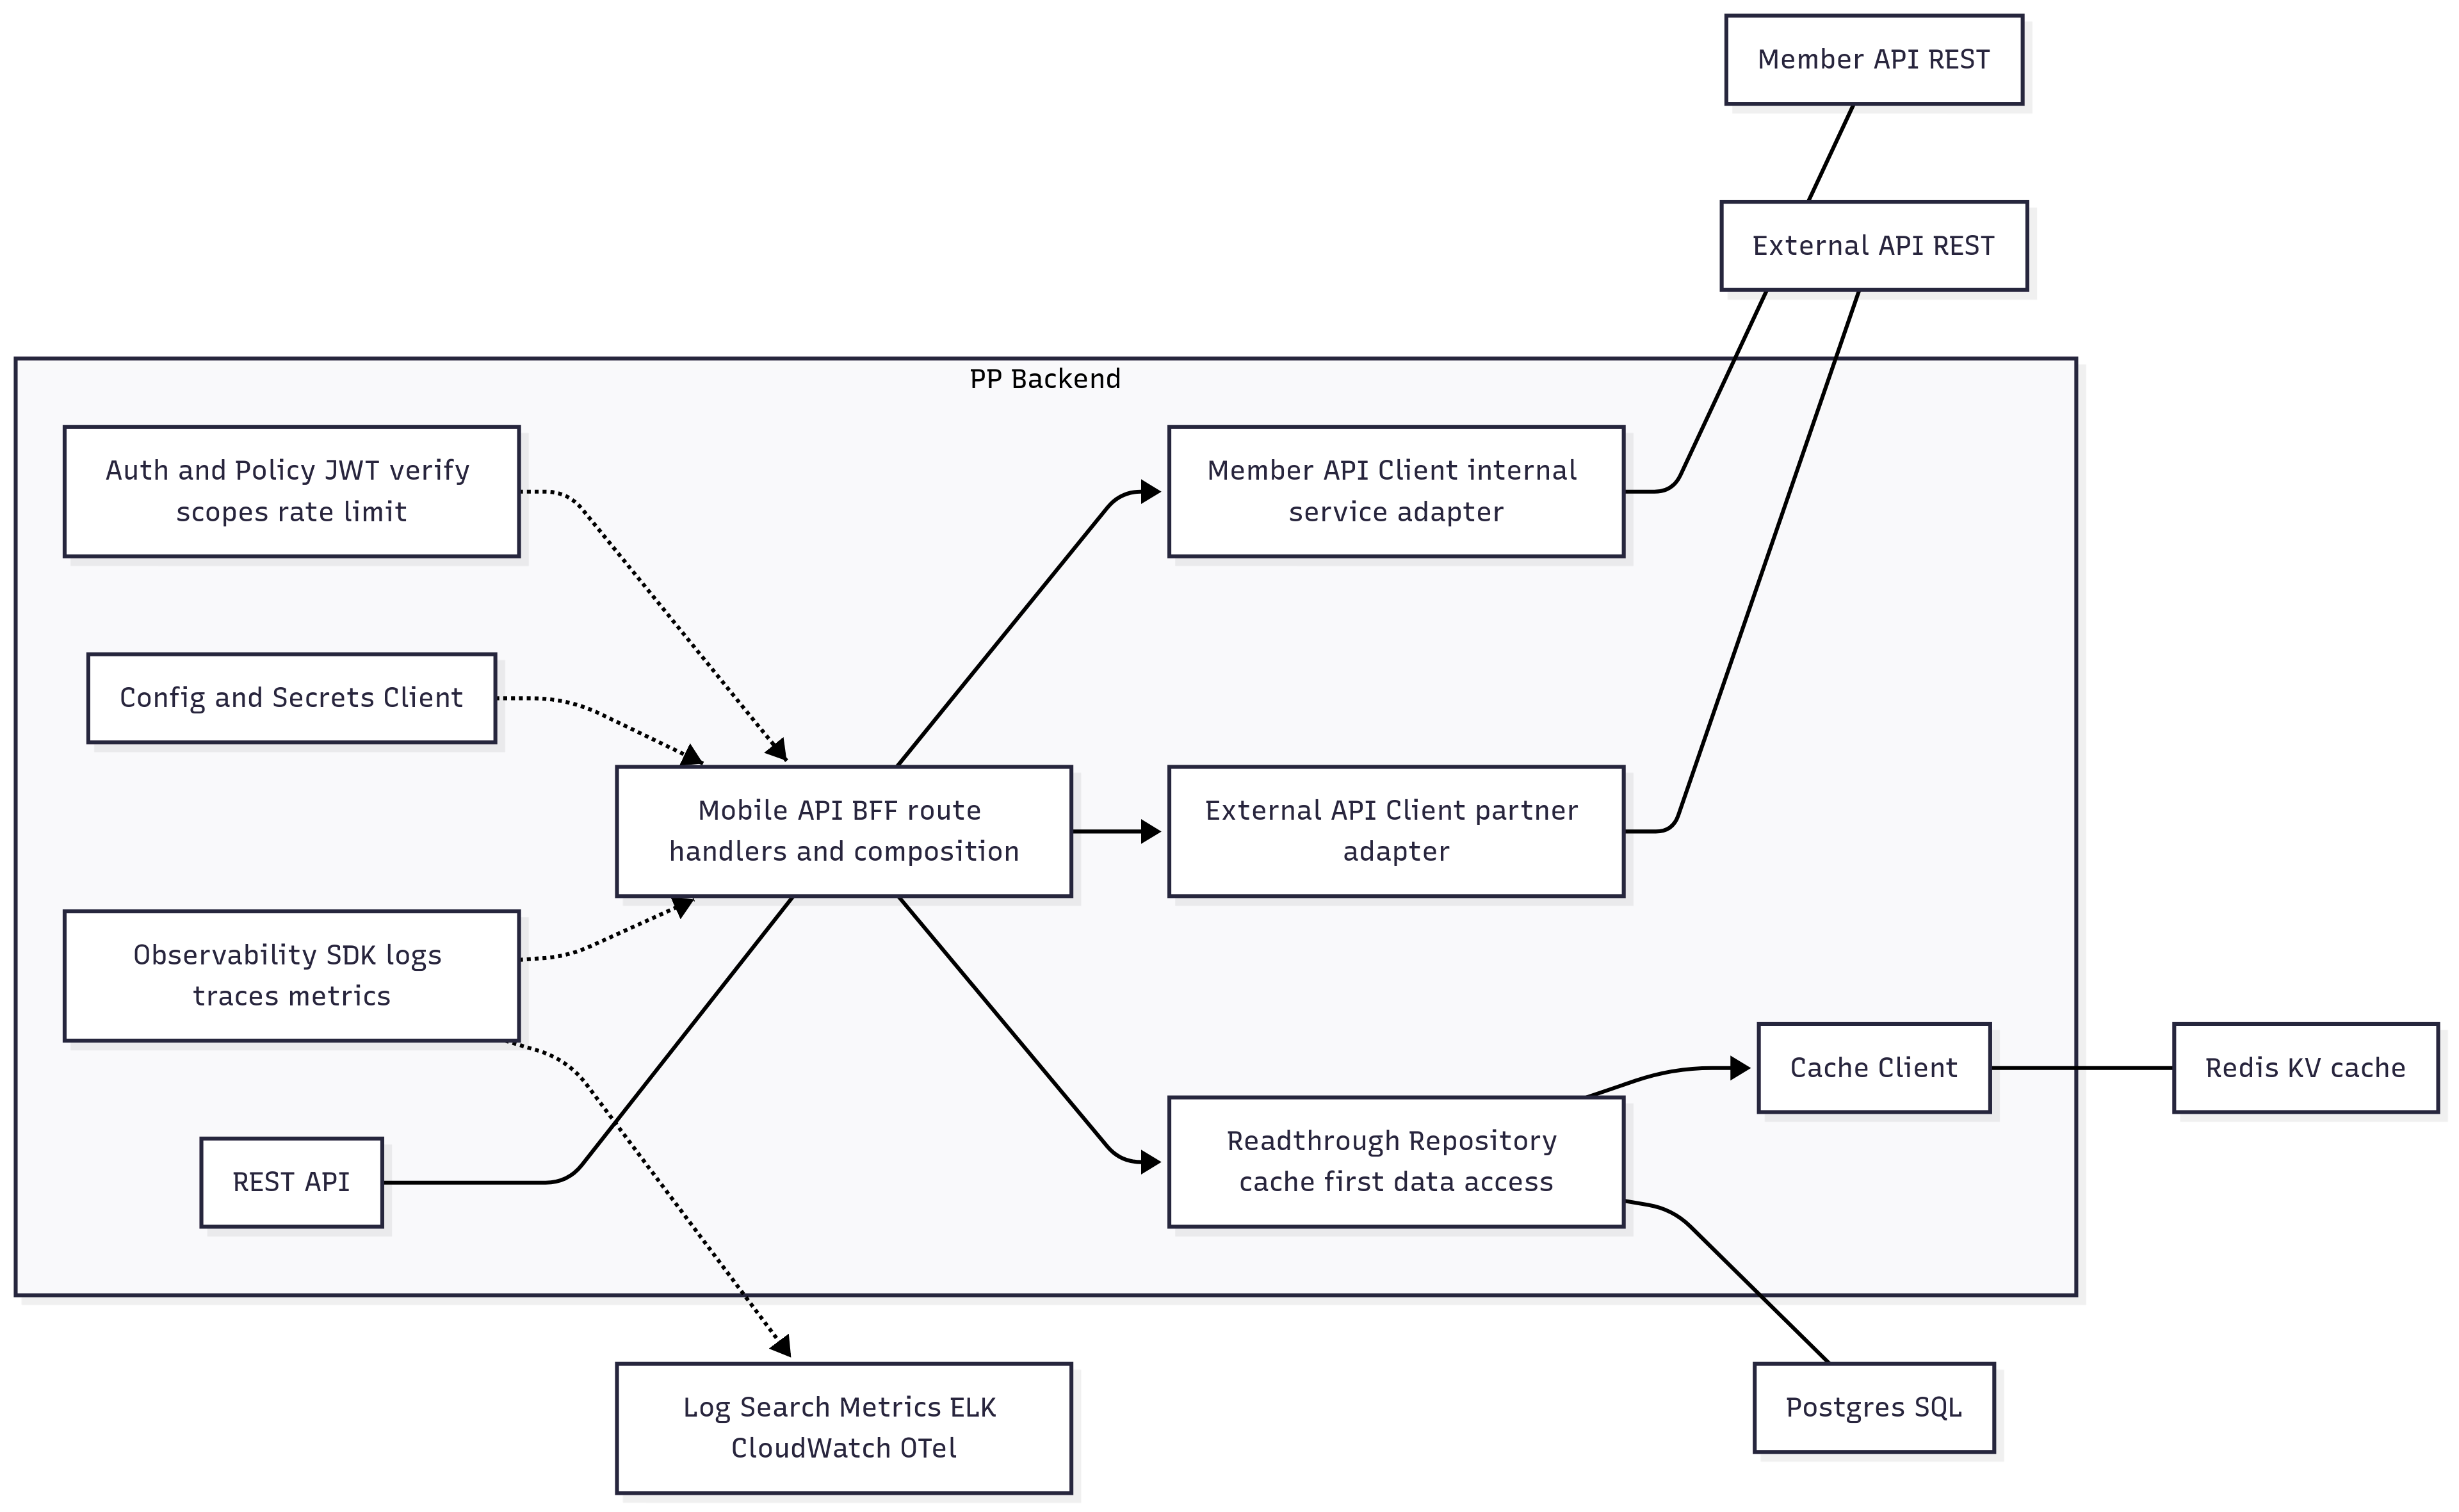 Member API REST
External API REST
PP Backend
Auth and Policy JWT verify
scopes rate limit
Member API Client internal
service adapter
Config and Secrets Client
Mobile API BFF route
handlers and composition
External API Client partner
adapter
Observability SDK logs
traces metrics
Cache Client
Redis KV cache
Readthrough Repository
cache first data access
REST API
Log Search Metrics ELK
CloudWatch OTel
Postgres SQL